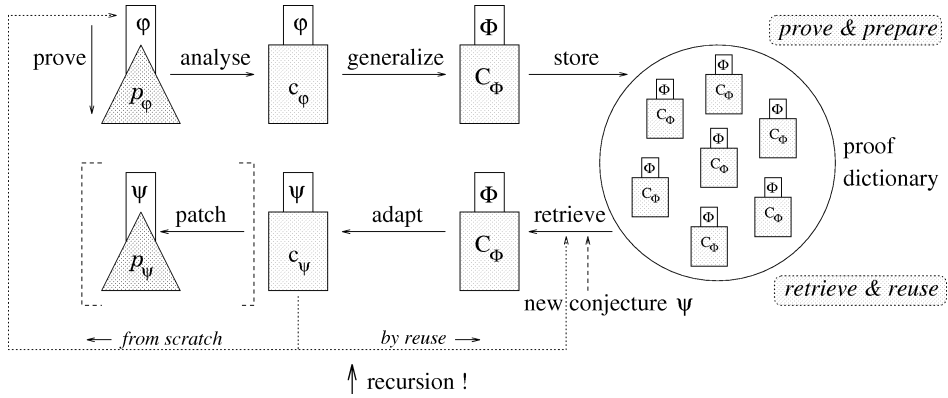 φ
prove
p_φ
analyse
φ
c_φ
generalize
Φ
C_Φ
store
prove & prepare
Φ
C_Φ
Φ
C_Φ
Φ
C_Φ
Φ
C_Φ
Φ
C_Φ
Φ
C_Φ
Φ
C_Φ
proof
dictionary
ψ
p_ψ
patch
ψ
c_ψ
adapt
Φ
C_Φ
retrieve
new conjecture ψ
retrieve & reuse
from scratch
by reuse
recursion !